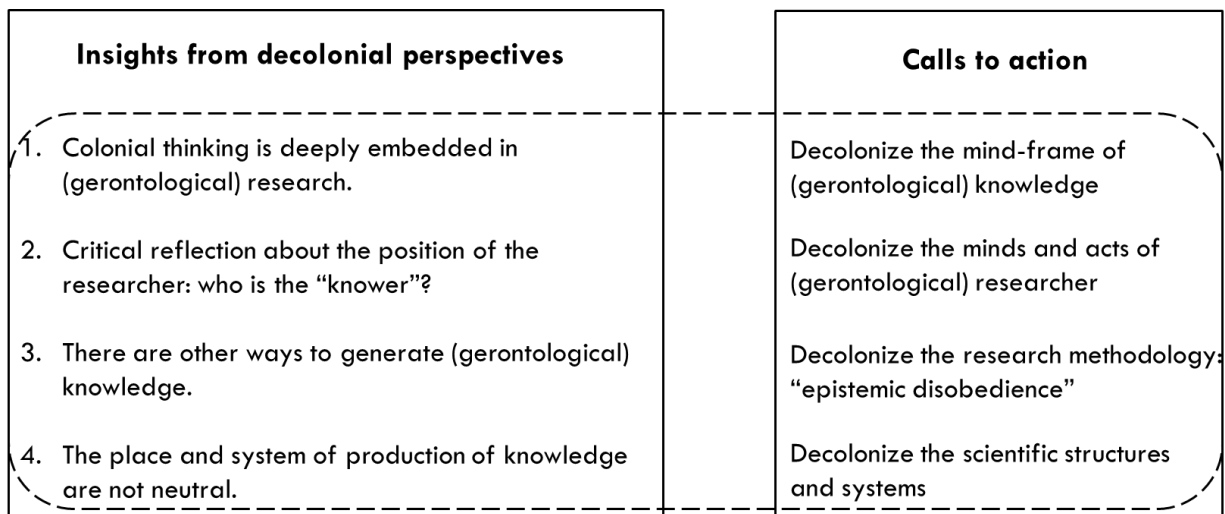 Insights from decolonial perspectives
1. Colonial thinking is deeply embedded in
(gerontological) research.
2. Critical reflection about the position of the
researcher: who is the “knower”?
3. There are other ways to generate (gerontological)
knowledge.
4. The place and system of production of knowledge
are not neutral.
Calls to action
Decolonize the mind-frame of
(gerontological) knowledge
Decolonize the minds and acts of
(gerontological) researcher
Decolonize the research methodology:
“epistemic disobedience”
Decolonize the scientific structures
and systems